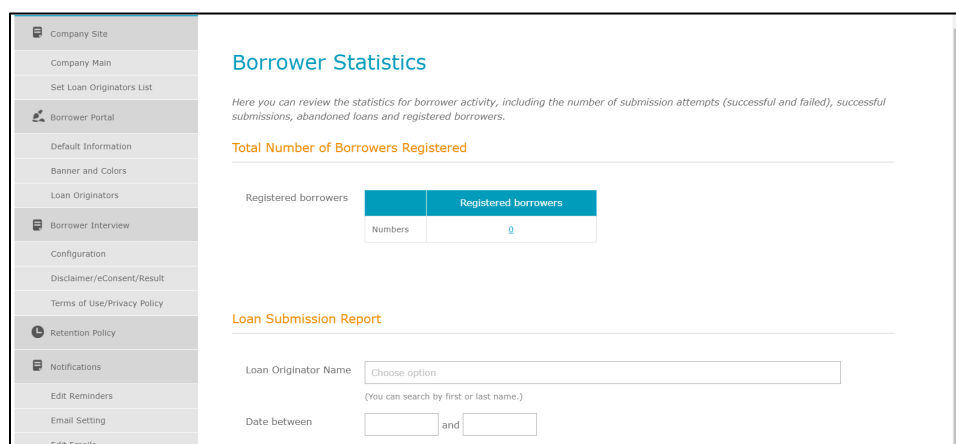 Company Site
Company Main
Set Loan Originators List
Borrower Portal
Default Information
Banner and Colors
Loan Originators
Borrower Interview
Configuration
Disclaimer/eConsent/Result
Terms of Use/Privacy Policy
Retention Policy
Notifications
Edit Reminders
Email Setting
Edit Emails
Borrower Statistics
Here you can review the statistics for borrower activity, including the number of submission attempts (successful and failed), successful
submissions, abandoned loans and registered borrowers.
Total Number of Borrowers Registered
Registered borrowers
Registered borrowers
Numbers 0
Loan Submission Report
Loan Originator Name Choose option
(You can search by first or last name.)
Date between and